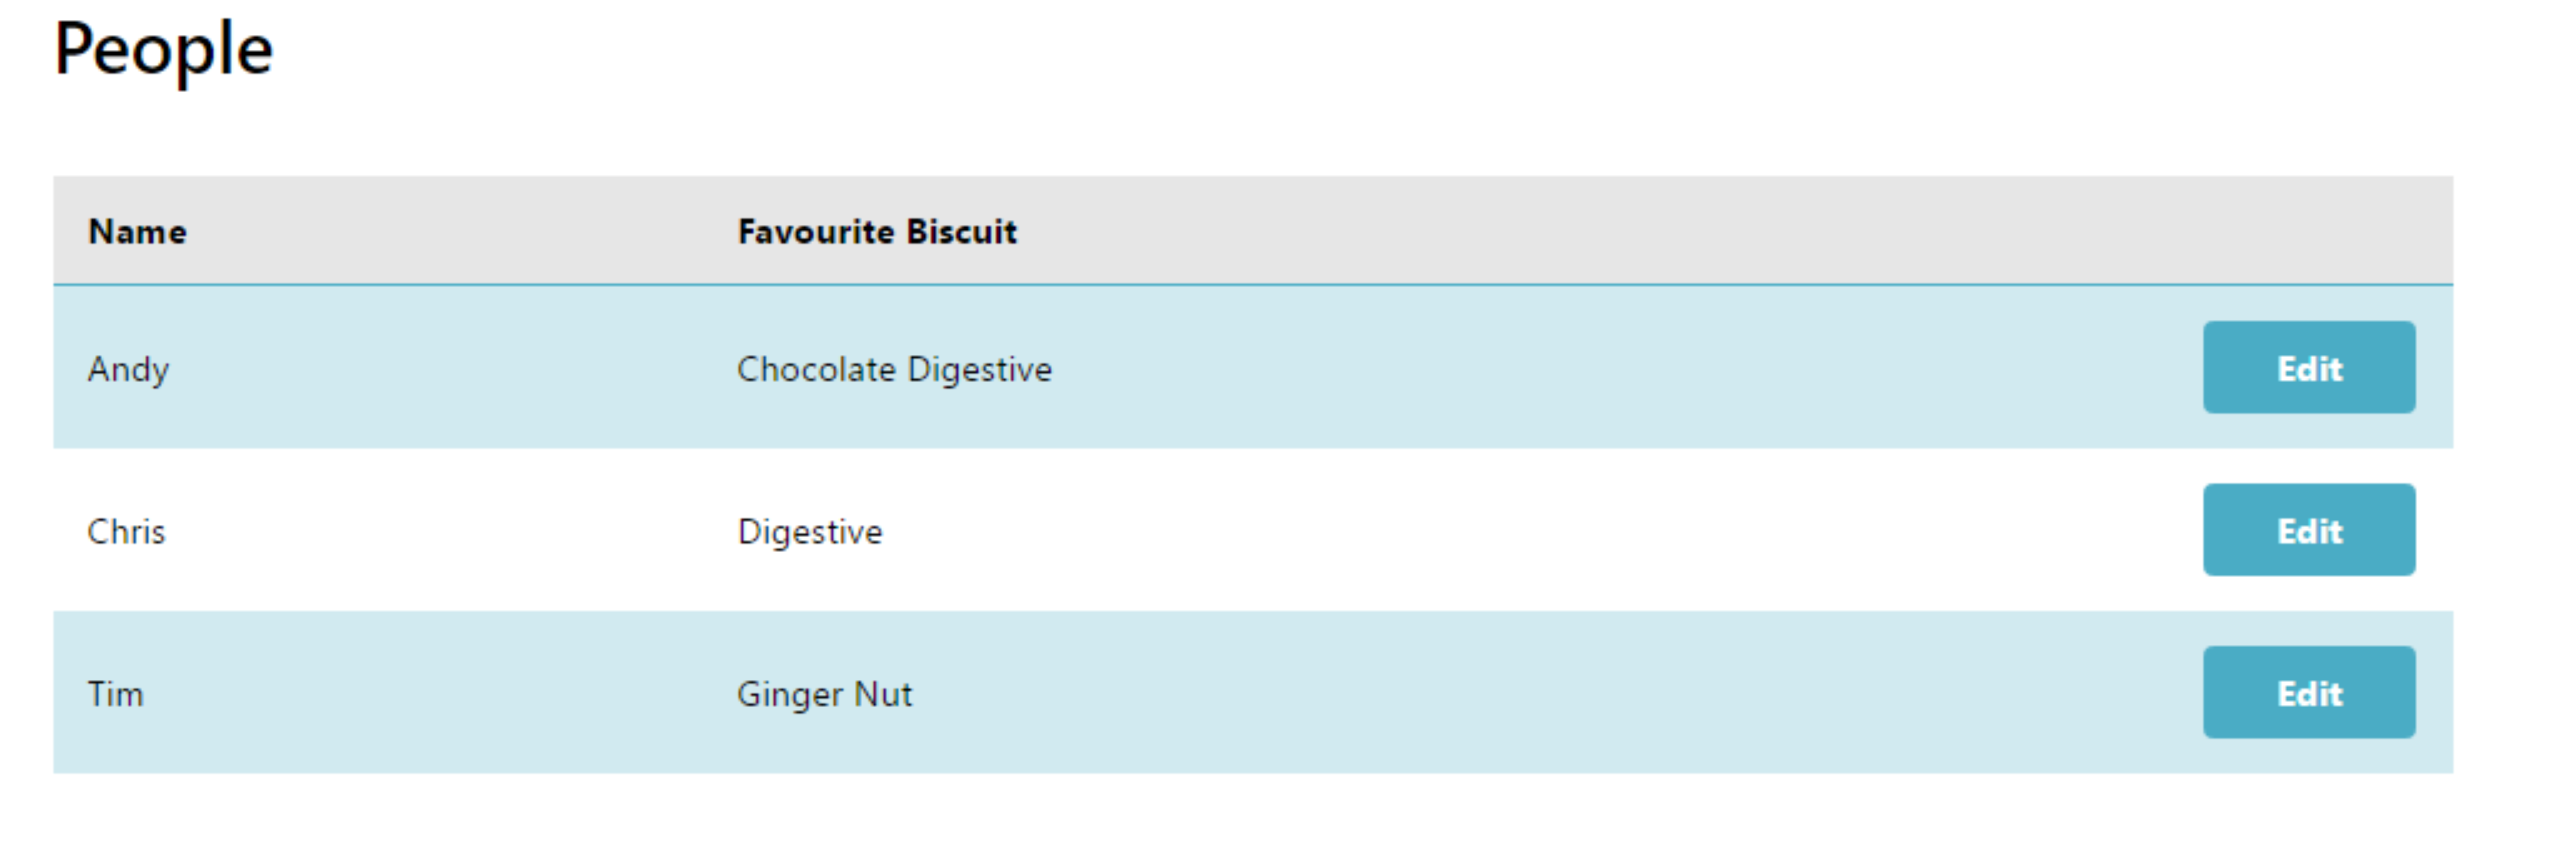 People
Name Favourite Biscuit
Andy Chocolate Digestive Edit
Chris Digestive Edit
Tim Ginger Nut Edit